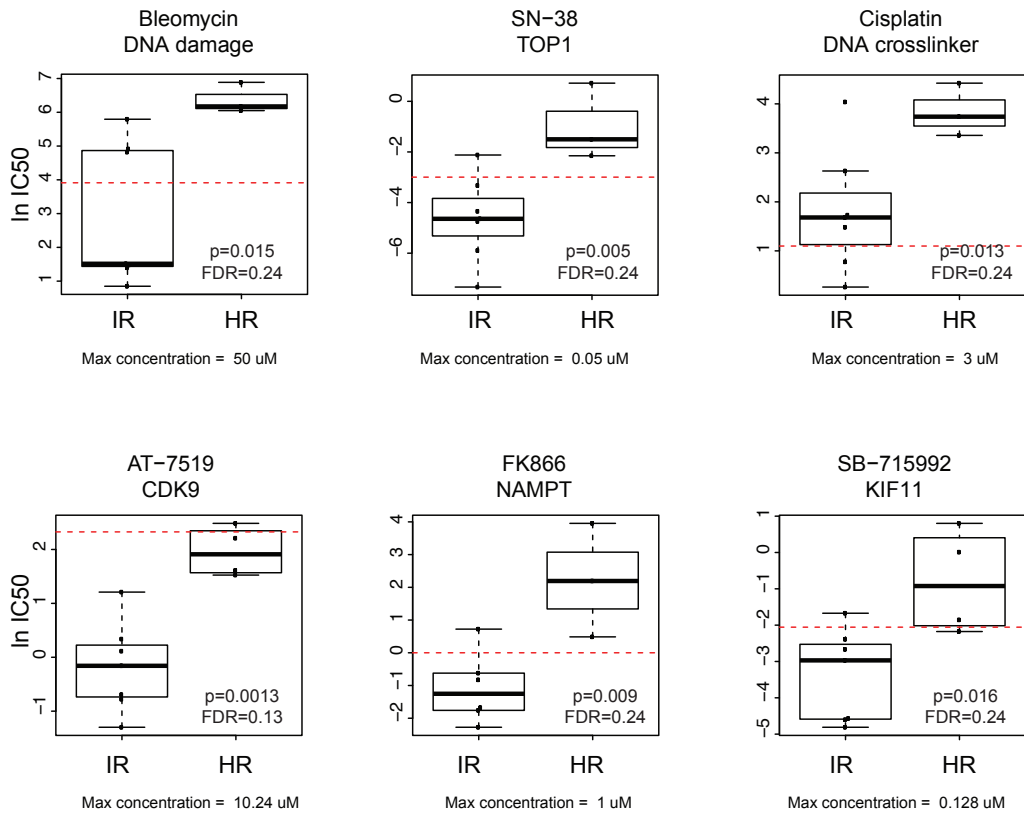 Bleomycin
DNA damage
SN−38
TOP1
Cisplatin
DNA crosslinker
ln IC50
7
6
5
4
3
2
1
p=0.015
FDR=0.24
IR
HR
Max concentration = 50 uM
0
−2
−4
−6
p=0.005
FDR=0.24
IR
HR
Max concentration = 0.05 uM
4
3
2
1
p=0.013
FDR=0.24
IR
HR
Max concentration = 3 uM
AT−7519
CDK9
FK866
NAMPT
SB−715992
KIF11
ln IC50
2
1
0
−1
p=0.0013
FDR=0.13
IR
HR
Max concentration = 10.24 uM
4
3
2
1
0
−1
−2
p=0.009
FDR=0.24
IR
HR
Max concentration = 1 uM
1
0
−1
−2
−3
−4
−5
p=0.016
FDR=0.24
IR
HR
Max concentration = 0.128 uM